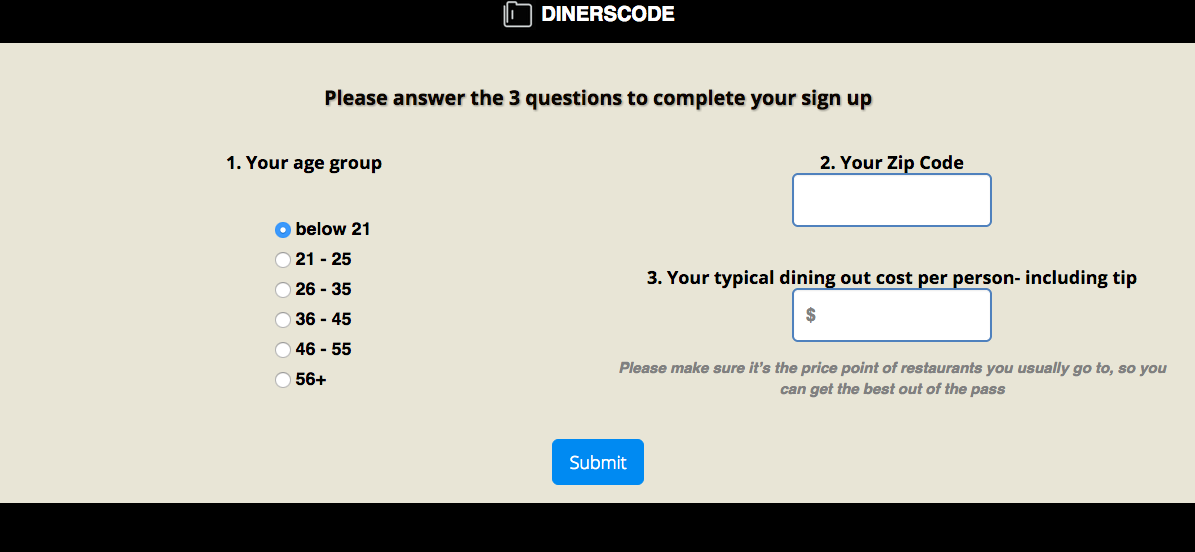 DINERSCODE
Please answer the 3 questions to complete your sign up
1. Your age group
below 21
21 - 25
26 - 35
36 - 45
46 - 55
56+
2. Your Zip Code
3. Your typical dining out cost per person- including tip
$
Please make sure it's the price point of restaurants you usually go to, so you
can get the best out of the pass
Submit